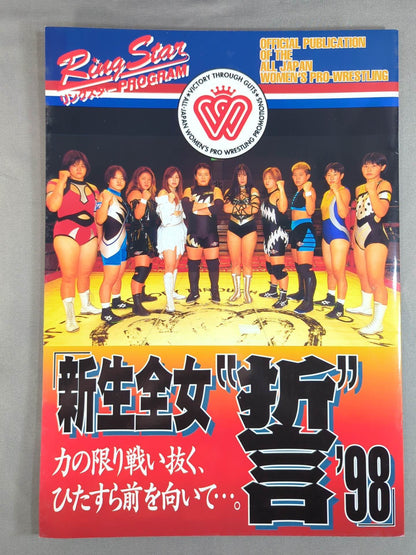 Ring Star
リングスター PROGRAM
OFFICIAL PUBLICATION
OF THE
ALL JAPAN
WOMEN'S PRO-WRESTLING
★VICTORY THROUGH GUTS★
ALL-JAPAN WOMEN'S PRO WRESTLING PROMOTIONS
「新生全女“誓”'98」
力の限り戦い抜く、
ひたすら前を向いて…。